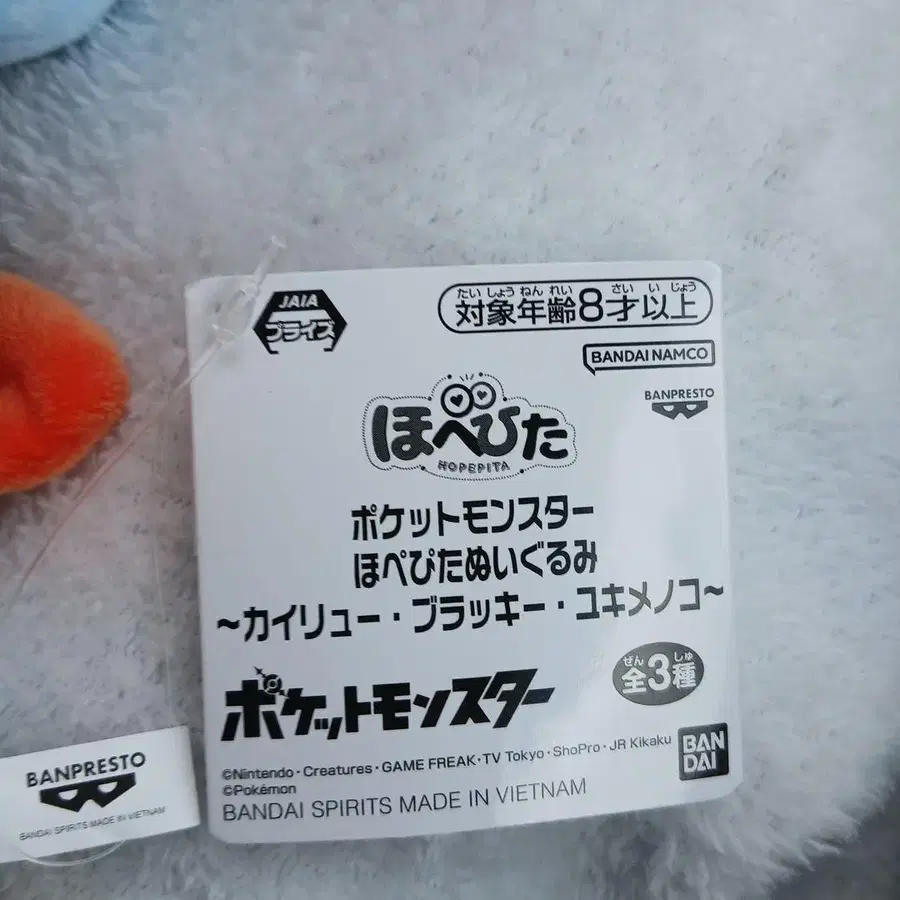 JAIA
プライズ
たいしょうねんれい さい いじょう
対象年齢8才以上
BANDAI NAMCO
BANPRESTO
ほぺぴた
HOPEPITA
ポケットモンスター
ほぺぴたぬいぐるみ
~カイリュー・ブラッキー・ユキメノコ~
ぜん しゅ
全3種
ポケットモンスター
©Nintendo・Creatures・GAME FREAK・TV Tokyo・ShoPro・JR Kikaku
©Pokémon
BAN
DAI
BANDAI SPIRITS MADE IN VIETNAM
BANPRESTO
BANDAI SPIRITS MADE IN VIETNAM